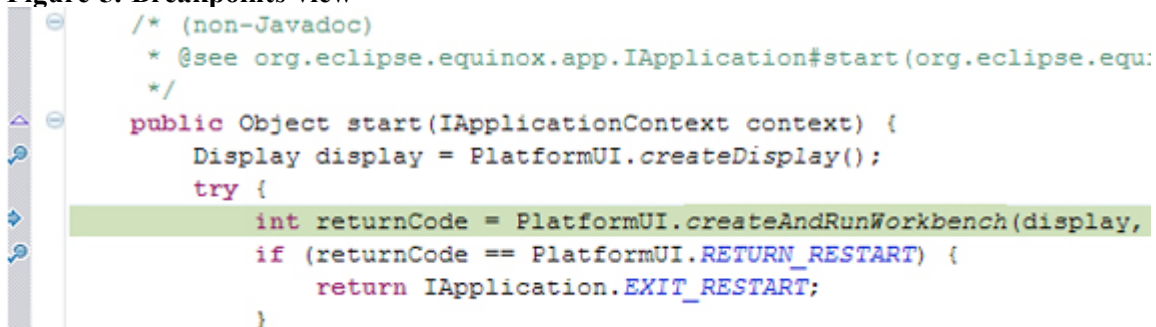 Figure 3. Breakpoints view
/* (non-Javadoc)
* @see org.eclipse.equinox.app.IApplication#start(org.eclipse.equi
*/
public Object start(IApplicationContext context) {
Display display = PlatformUI.createDisplay();
try {
int returnCode = PlatformUI.createAndRunWorkbench(display,
if (returnCode == PlatformUI.RETURN_RESTART) {
return IApplication.EXIT_RESTART;
}